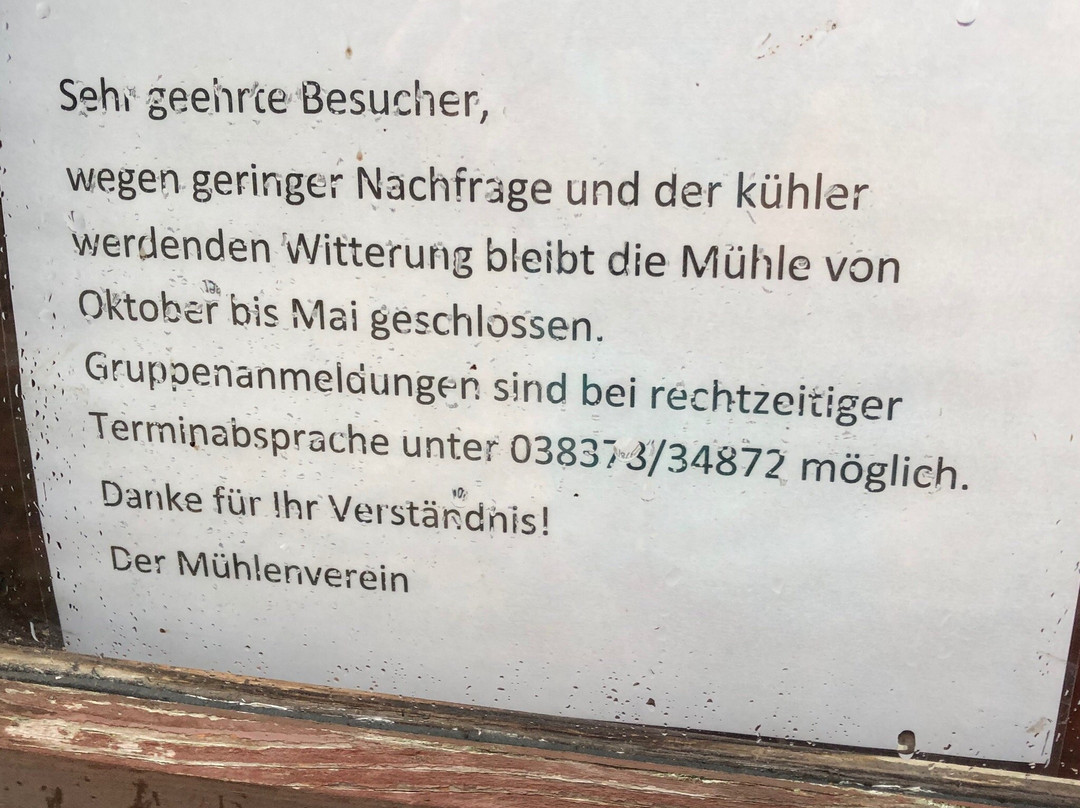 Sehr geehrte Besucher,
wegen geringer Nachfrage und der kühler
werdenden Witterung bleibt die Mühle von
Oktober bis Mai geschlossen.
Gruppenanmeldungen sind bei rechtzeitiger
Terminabsprache unter 038373/34872 möglich.
Danke für Ihr Verständnis!
Der Mühlenverein